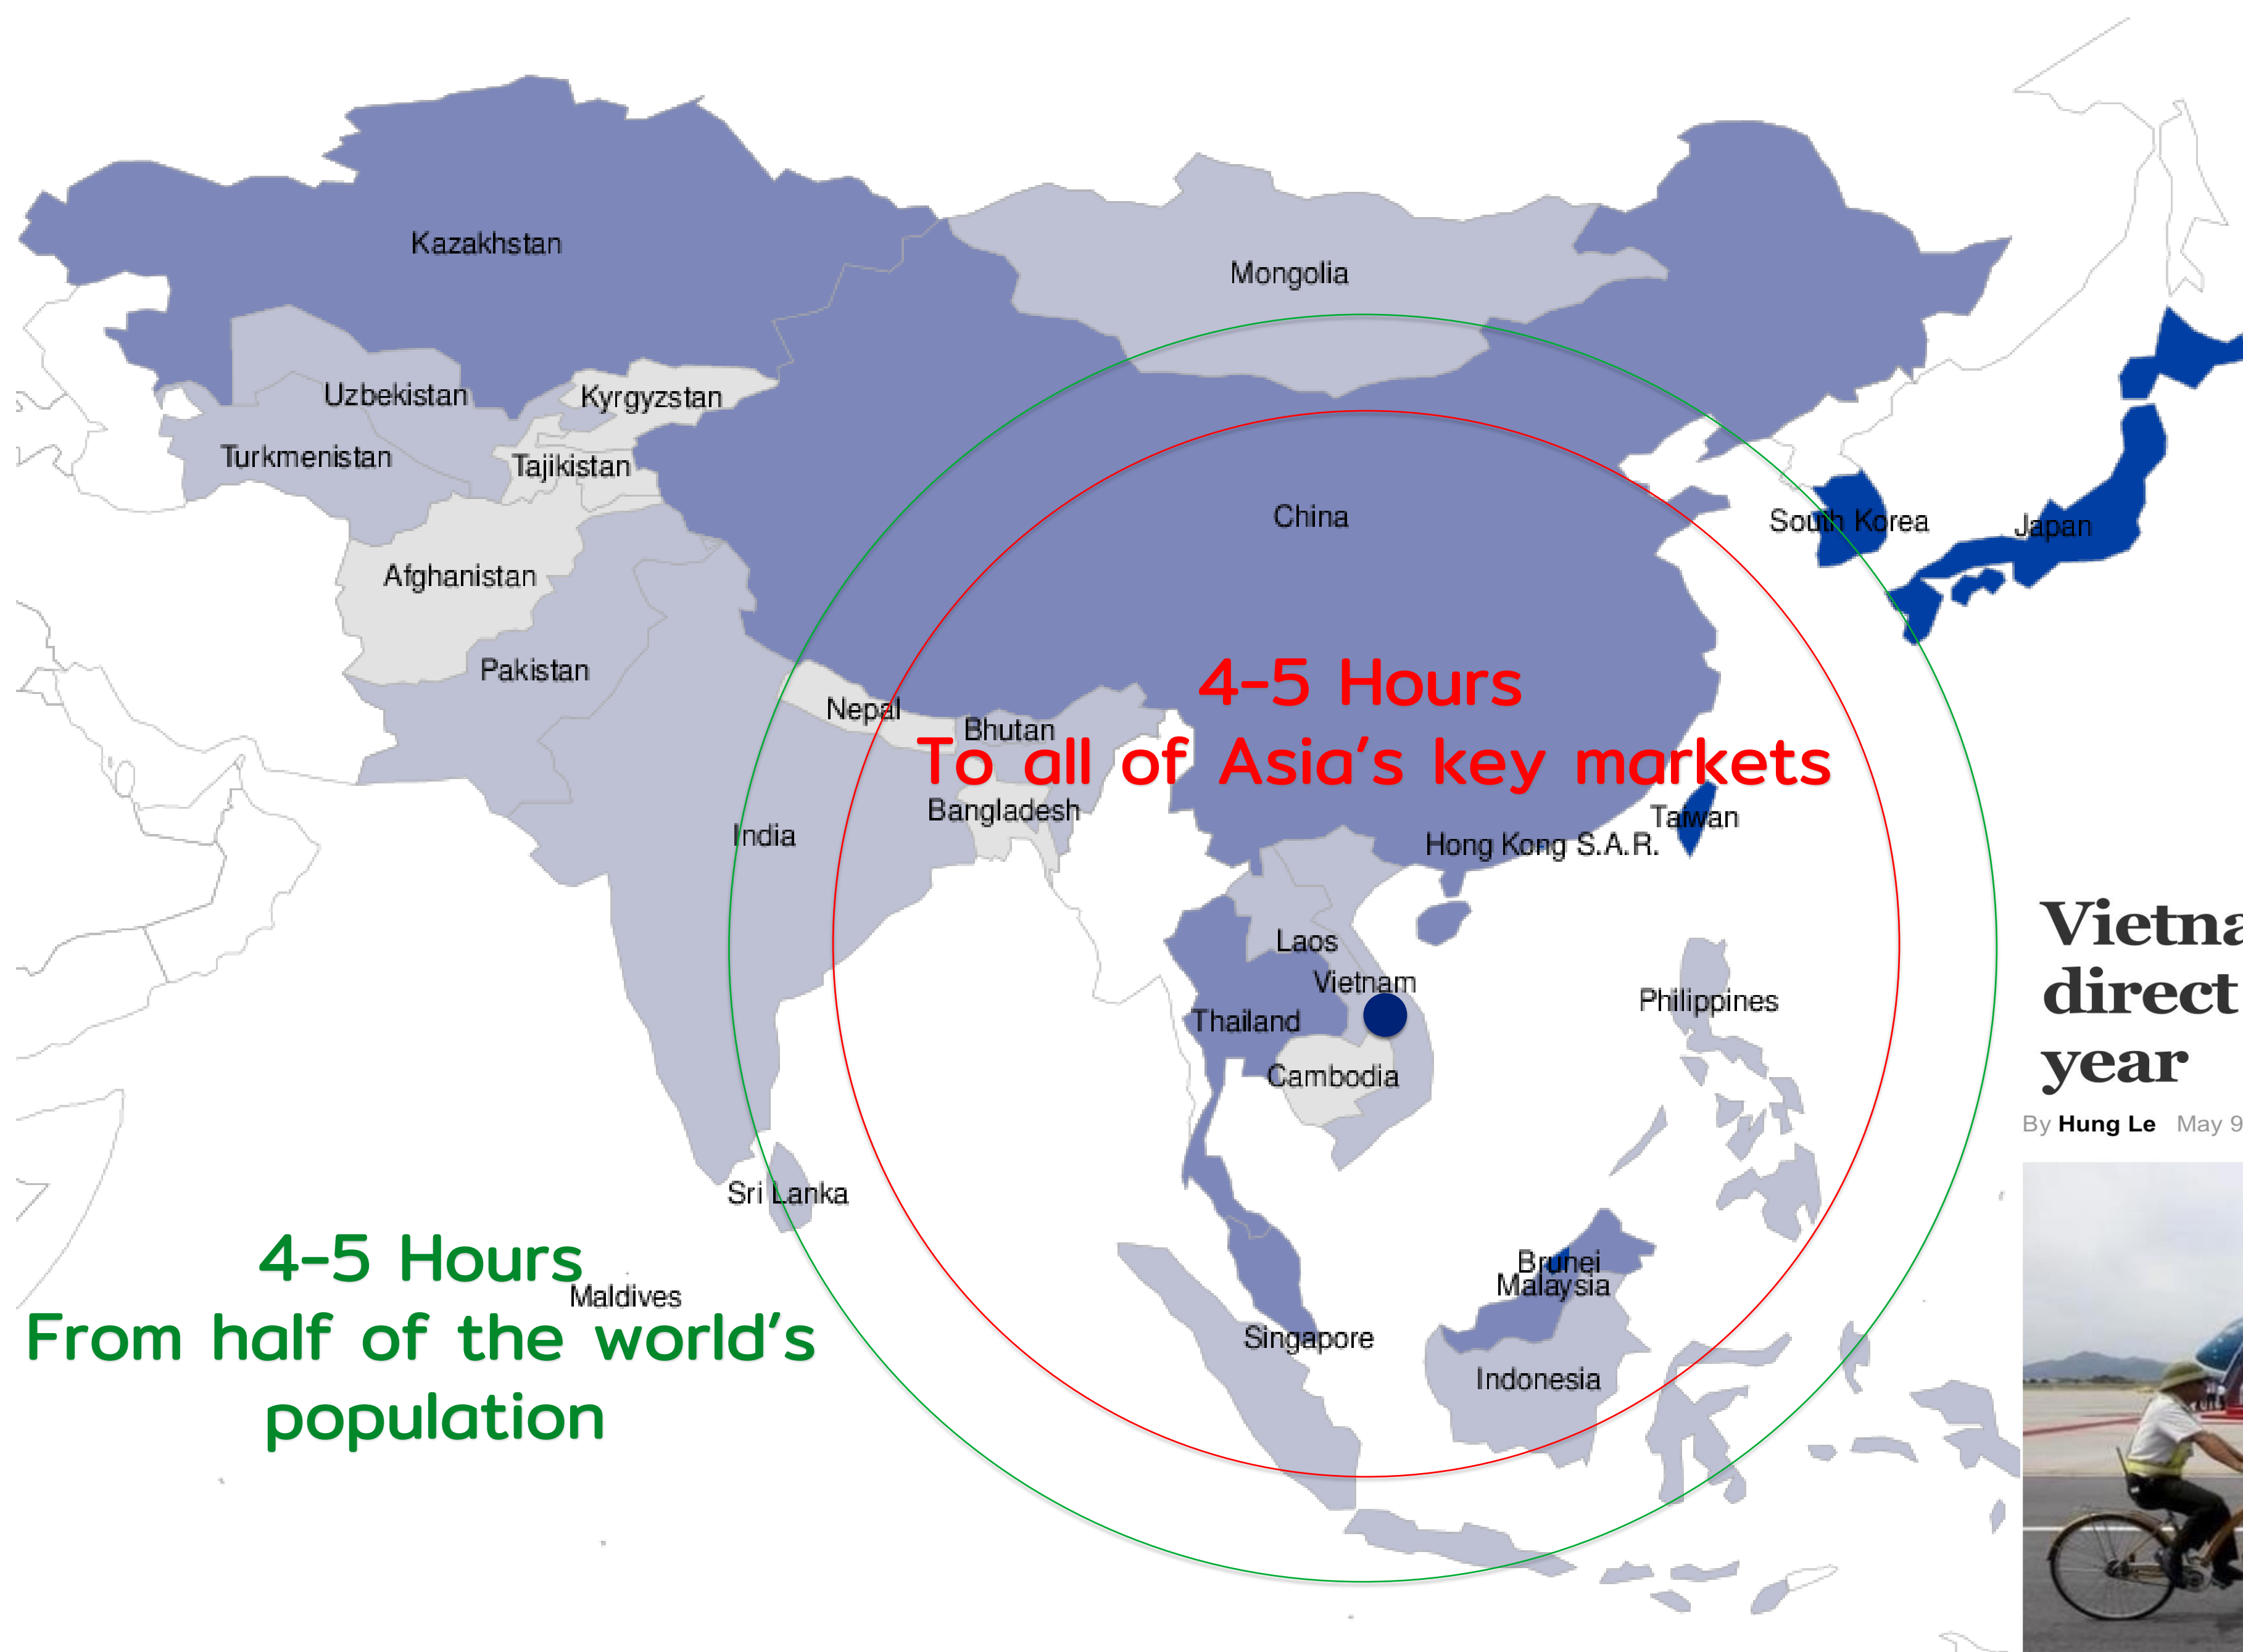 Kazakhstan
Mongolia
Uzbekistan
Kyrgyzstan
Turkmenistan
Tajikistan
China
South Korea
Japan
Afghanistan
Pakistan
4-5 Hours
To all of Asia's key markets
Nepal
Bhutan
Bangladesh
India
Taiwan
Hong Kong S.A.R.
Laos
Vietnam
Thailand
Philippines
Cambodia
Sri Lanka
Brunei
Malaysia
Singapore
Indonesia
Maldives
4-5 Hours
From half of the world's
population
direct
year
By Hung Le May 9